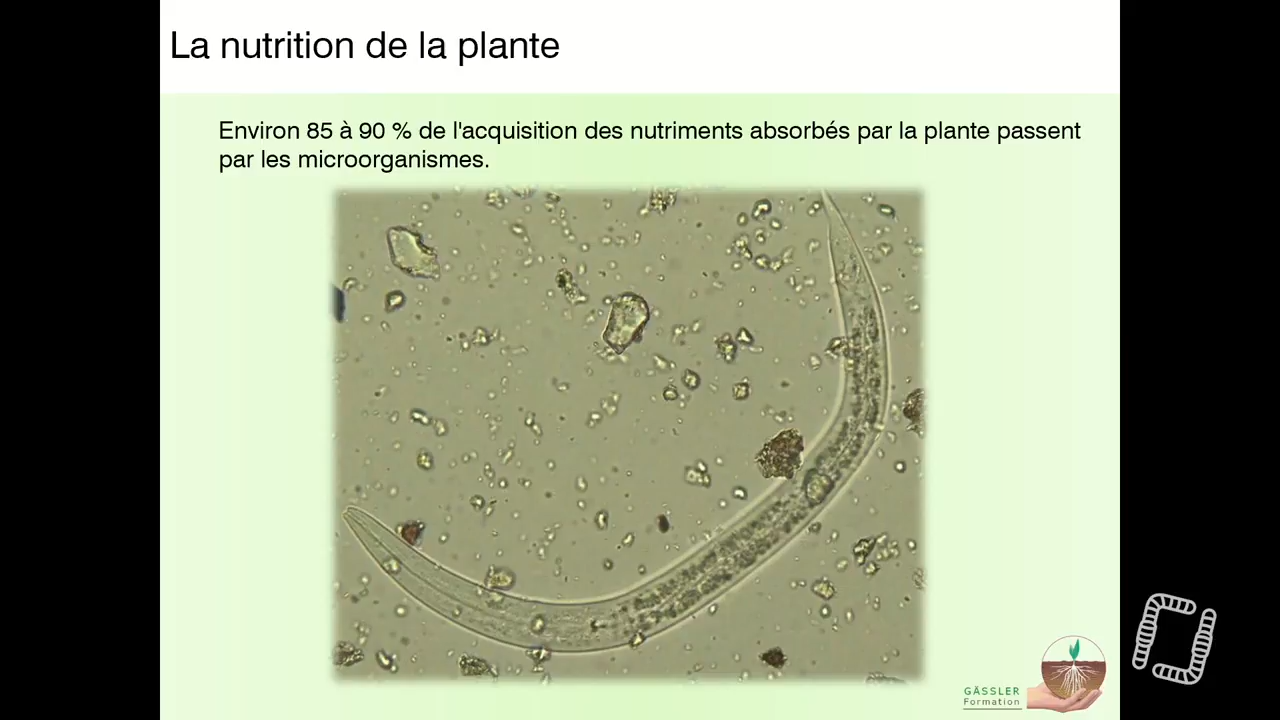 La nutrition de la plante
Environ 85 à 90 % de l'acquisition des nutriments absorbés par la plante passent
par les microorganismes.
GÄSSLER
Formation